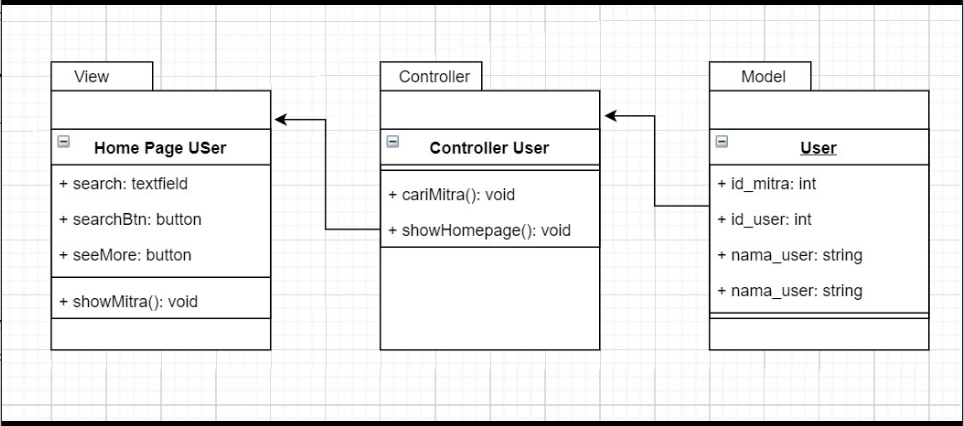 View
Home Page USer
+ search: textfield
+ searchBtn: button
+ seeMore: button
+ showMitra(): void
Controller
Controller User
+ cariMitra(): void
+ showHomepage(): void
Model
User
+ id_mitra: int
+ id_user: int
+ nama_user: string
+ nama_user: string